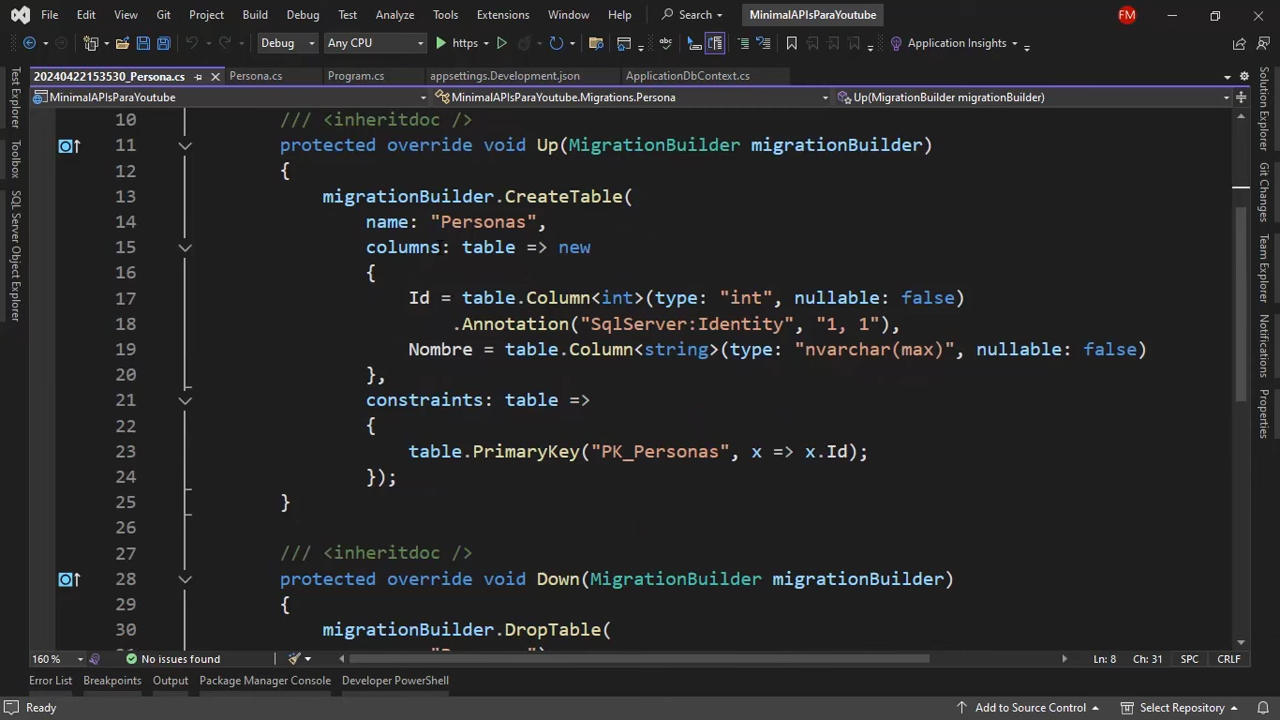 File Edit View Git Project Build Debug Test Analyze Tools Extensions Window Help Search MinimalAPIsParaYoutube FM
Debug Any CPU https Application Insights
20240422153530_Persona.cs Persona.cs Program.cs appsettings.Development.json ApplicationDbContext.cs
MinimalAPIsParaYoutube MinimalAPIsParaYoutube.Migrations.Persona Up(MigrationBuilder migrationBuilder)
Test Explorer
Toolbox
SQL Server Object Explorer
10 /// <inheritdoc />
11 protected override void Up(MigrationBuilder migrationBuilder)
12 {
13 migrationBuilder.CreateTable(
14 name: "Personas",
15 columns: table => new
16 {
17 Id = table.Column<int>(type: "int", nullable: false)
18 .Annotation("SqlServer:Identity", "1, 1"),
19 Nombre = table.Column<string>(type: "nvarchar(max)", nullable: false)
20 },
21 constraints: table =>
22 {
23 table.PrimaryKey("PK_Personas", x => x.Id);
24 });
25 }
26
27 /// <inheritdoc />
28 protected override void Down(MigrationBuilder migrationBuilder)
29 {
30 migrationBuilder.DropTable(
Solution Explorer
Git Changes
Team Explorer
Notifications
Properties
160 % No issues found Ln: 8 Ch: 31 SPC CRLF
Error List Breakpoints Output Package Manager Console Developer PowerShell
Ready Add to Source Control Select Repository